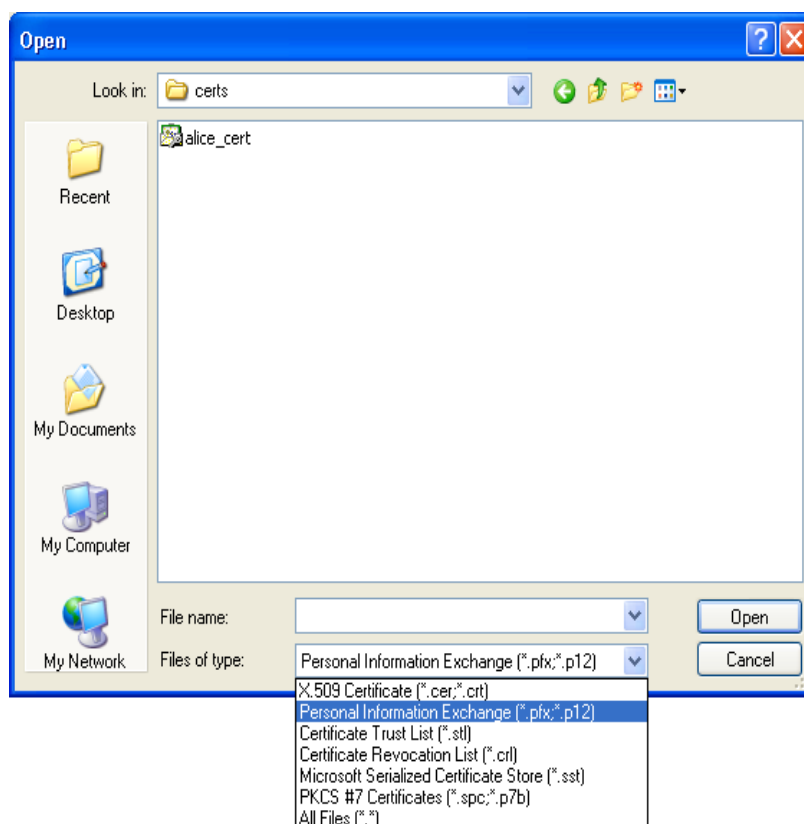 Open
Look in:
certs
alice_cert
Recent
Desktop
My Documents
My Computer
My Network
File name:
Open
Files of type:
Personal Information Exchange (*.pfx;*.p12)
Cancel
X.509 Certificate (*.cer;*.crt)
Personal Information Exchange (*.pfx;*.p12)
Certificate Trust List (*.stl)
Certificate Revocation List (*.crl)
Microsoft Serialized Certificate Store (*.sst)
PKCS #7 Certificates (*.spc;*.p7b)
All Files (*.*)